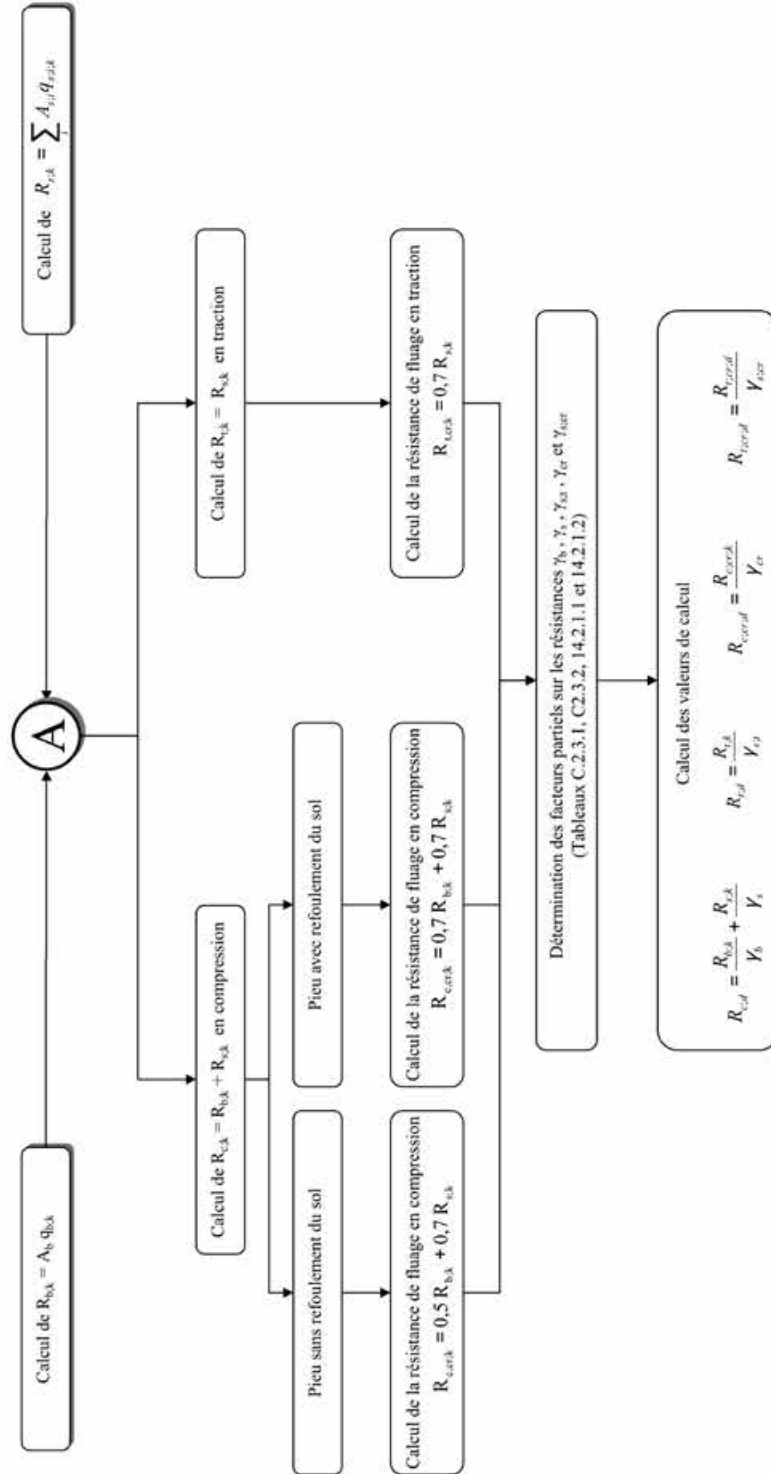 Calcul de R_b;k = A_b q_b;k
Calcul de R_s;k = ∑_i A_s;i q_s;i;k
A
Calcul de R_c;k = R_b;k + R_s;k en compression
Calcul de R_t;k = R_s;k en traction
Pieu sans refoulement du sol
Pieu avec refoulement du sol
Calcul de la résistance de fluage en compression
R_c,cr;k = 0,5 R_b;k + 0,7 R_s;k
Calcul de la résistance de fluage en compression
R_c,cr;k = 0,7 R_b;k + 0,7 R_s;k
Calcul de la résistance de fluage en traction
R_t,cr;k = 0,7 R_s;k
Détermination des facteurs partiels sur les résistances γ_b , γ_s , γ_s;t , γ_cr et γ_s;cr
(Tableaux C.2.3.1, C2.3.2, 14.2.1.1 et 14.2.1.2)
Calcul des valeurs de calcul
R_c;d = R_b;k / γ_b + R_s;k / γ_s
R_t;d = R_t;k / γ_s;t
R_c;cr;d = R_c;cr;k / γ_cr
R_t;cr;d = R_t;cr;d / γ_s;cr